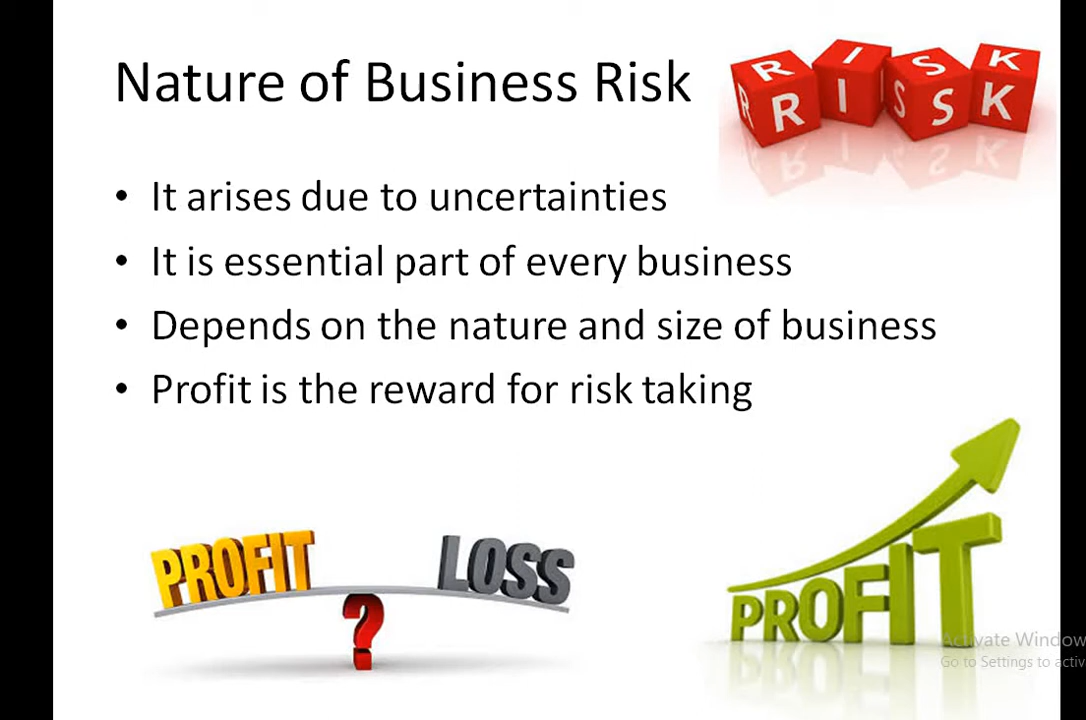 Nature of Business Risk
RISK
RISK
• It arises due to uncertainties
• It is essential part of every business
• Depends on the nature and size of business
• Profit is the reward for risk taking
PROFIT LOSS
?
PROFIT
Activate Window
Go to Settings to activ